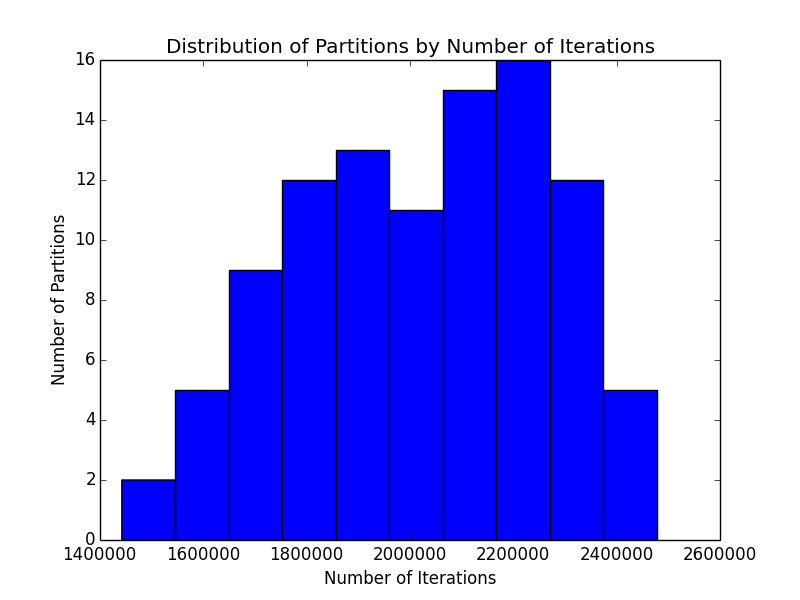 Distribution of Partitions by Number of Iterations
16
14
12
10
8
6
4
2
0
Number of Partitions
1400000 1600000 1800000 2000000 2200000 2400000 2600000
Number of Iterations